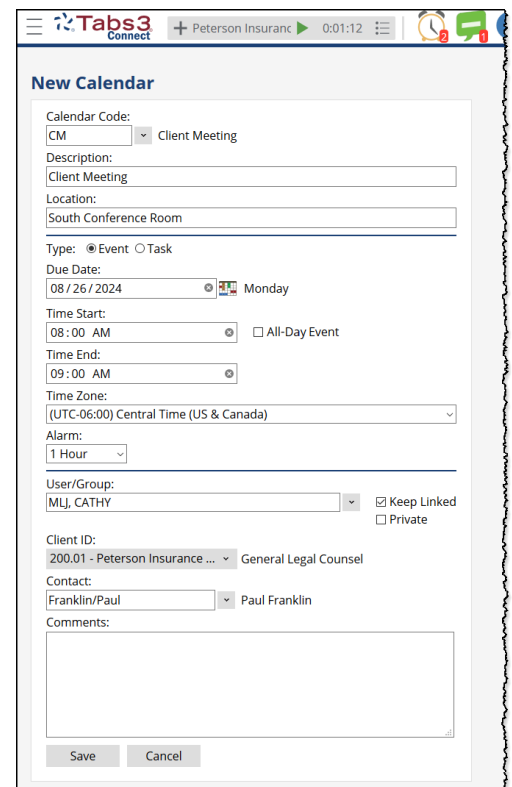 Tabs3
Connect
Peterson Insuranc 0:01:12
2
1
New Calendar
Calendar Code:
CM Client Meeting
Description:
Client Meeting
Location:
South Conference Room
Type: Event Task
Due Date:
08/26/2024 Monday
Time Start:
08:00 AM All-Day Event
Time End:
09:00 AM
Time Zone:
(UTC-06:00) Central Time (US & Canada)
Alarm:
1 Hour
User/Group:
MLJ, CATHY Keep Linked
Private
Client ID:
200.01 - Peterson Insurance ... General Legal Counsel
Contact:
Franklin/Paul Paul Franklin
Comments:
Save Cancel